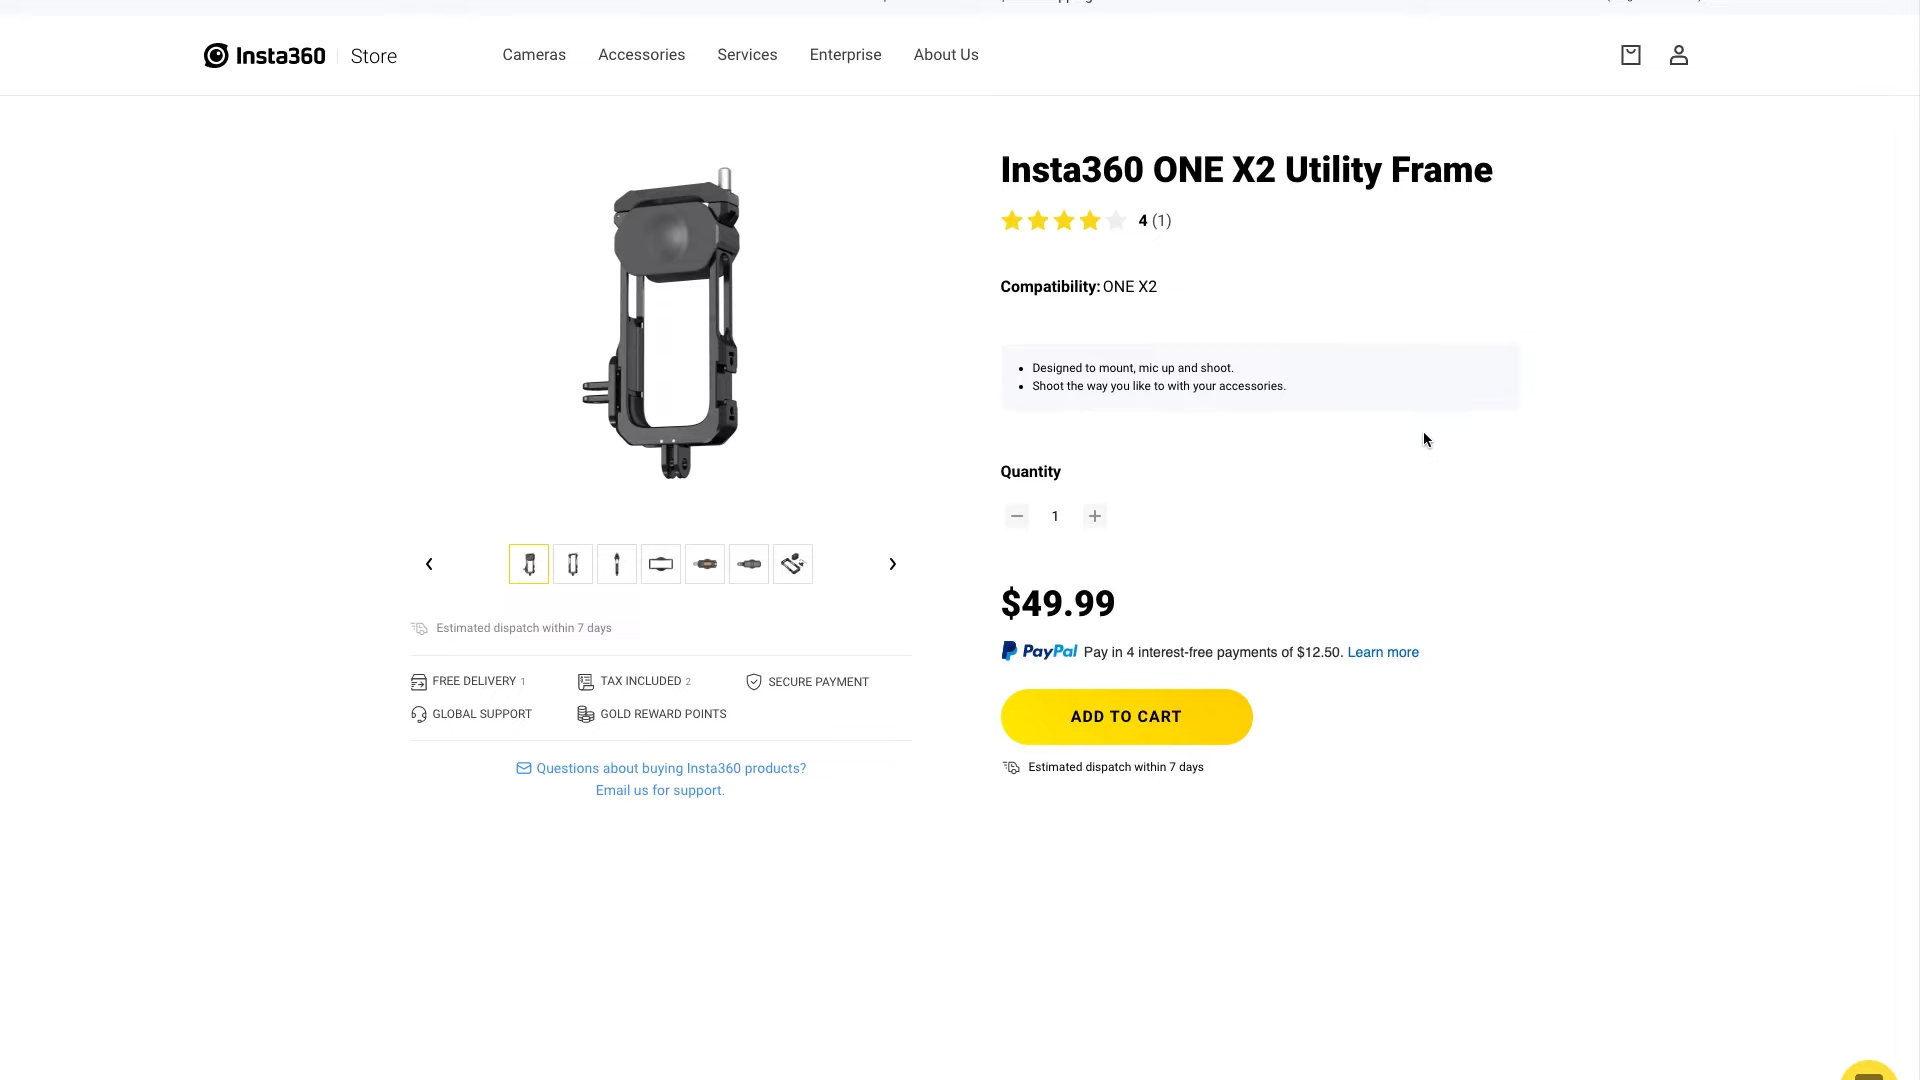 Insta360 | Store
Cameras
Accessories
Services
Enterprise
About Us
Insta360 ONE X2 Utility Frame
4 (1)
Compatibility: ONE X2
• Designed to mount, mic up and shoot.
• Shoot the way you like to with your accessories.
Quantity
1
$49.99
PayPal Pay in 4 interest-free payments of $12.50. Learn more
ADD TO CART
Estimated dispatch within 7 days
Estimated dispatch within 7 days
FREE DELIVERY 1
TAX INCLUDED 2
SECURE PAYMENT
GLOBAL SUPPORT
GOLD REWARD POINTS
Questions about buying Insta360 products?
Email us for support.